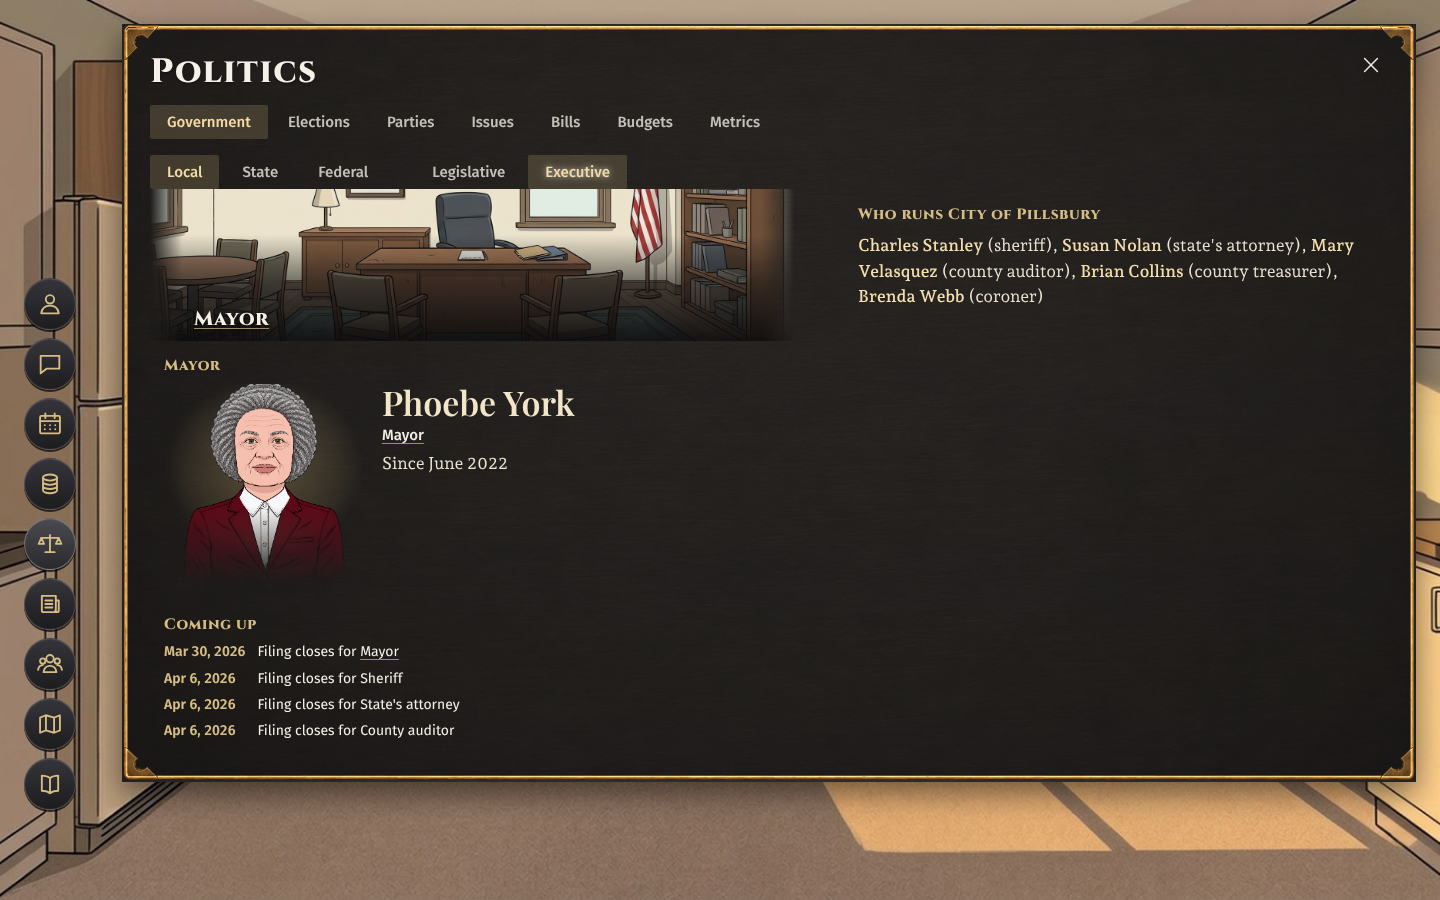 Politics
Government Elections Parties Issues Bills Budgets Metrics
Local State Federal Legislative Executive
Mayor
Mayor
Phoebe York
Mayor
Since June 2022
Coming up
Mar 30, 2026 Filing closes for Mayor
Apr 6, 2026 Filing closes for Sheriff
Apr 6, 2026 Filing closes for State's attorney
Apr 6, 2026 Filing closes for County auditor
Who runs City of Pillsbury
Charles Stanley (sheriff), Susan Nolan (state's attorney), Mary
Velasquez (county auditor), Brian Collins (county treasurer),
Brenda Webb (coroner)